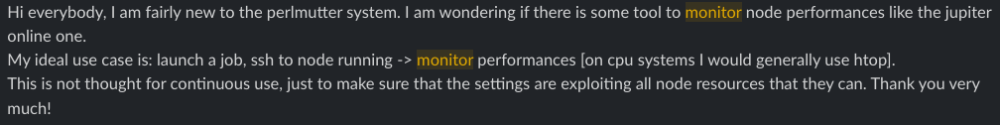 Hi everybody, I am fairly new to the perlmutter system. I am wondering if there is some tool to monitor node performances like the jupiter
online one.
My ideal use case is: launch a job, ssh to node running -> monitor performances [on cpu systems I would generally use htop].
This is not thought for continuous use, just to make sure that the settings are exploiting all node resources that they can. Thank you very
much!